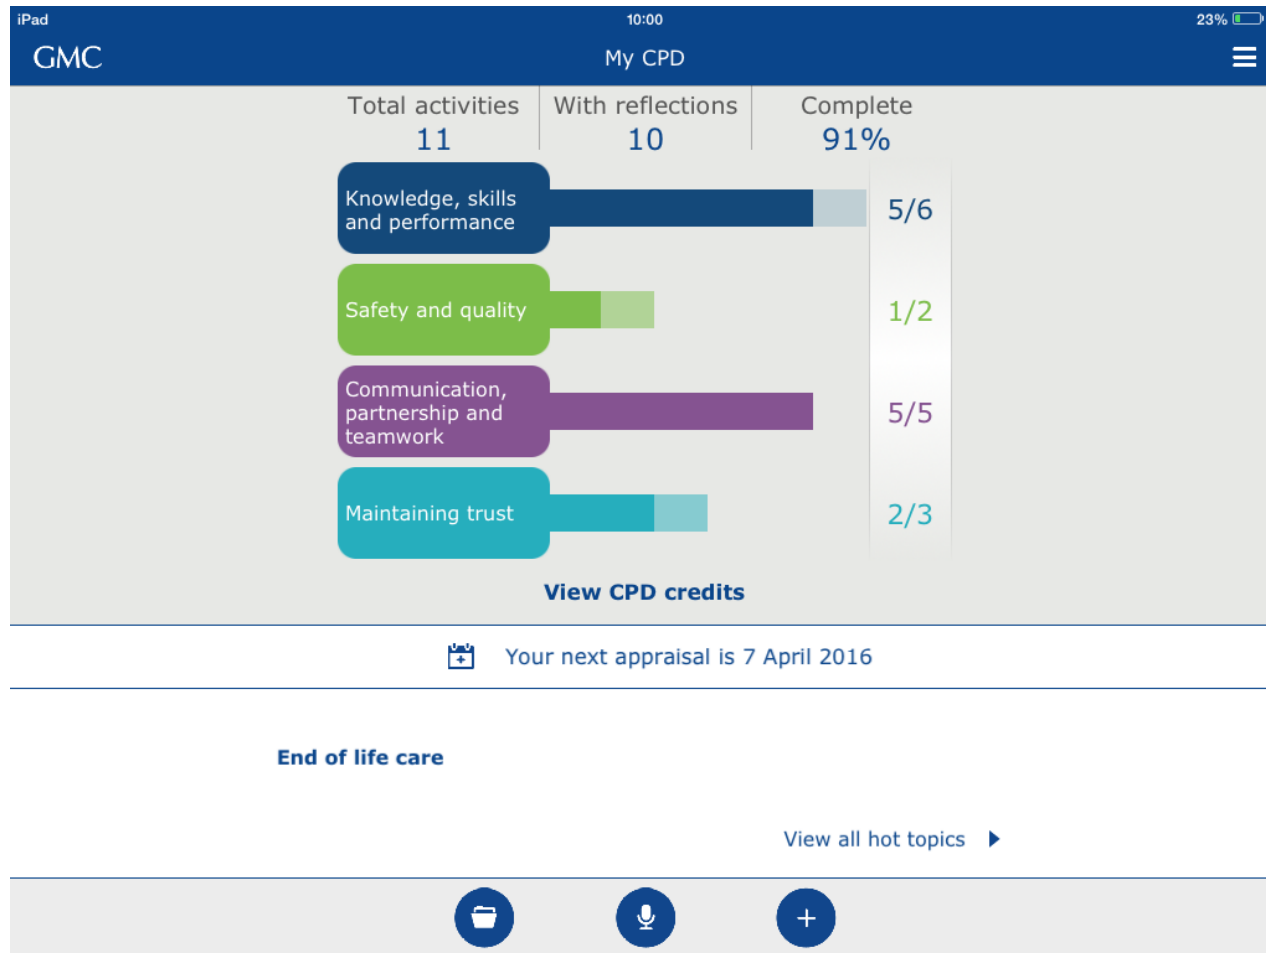 iPad
10:00
23%
GMC
My CPD
Total activities
11
With reflections
10
Complete
91%
Knowledge, skills
and performance
5/6
Safety and quality
1/2
Communication,
partnership and
teamwork
5/5
Maintaining trust
2/3
View CPD credits
Your next appraisal is 7 April 2016
End of life care
View all hot topics